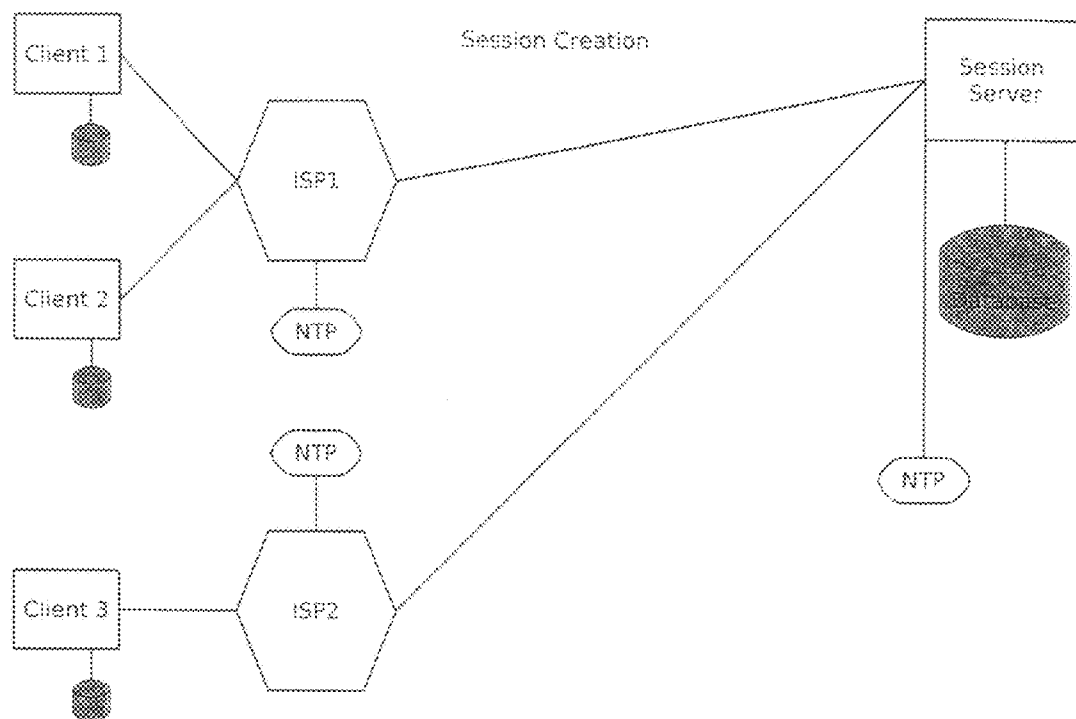 Client 1
Session Creation
Session
Server
ISP1
Client 2
NTP
NTP
NTP
Client 3
ISP2